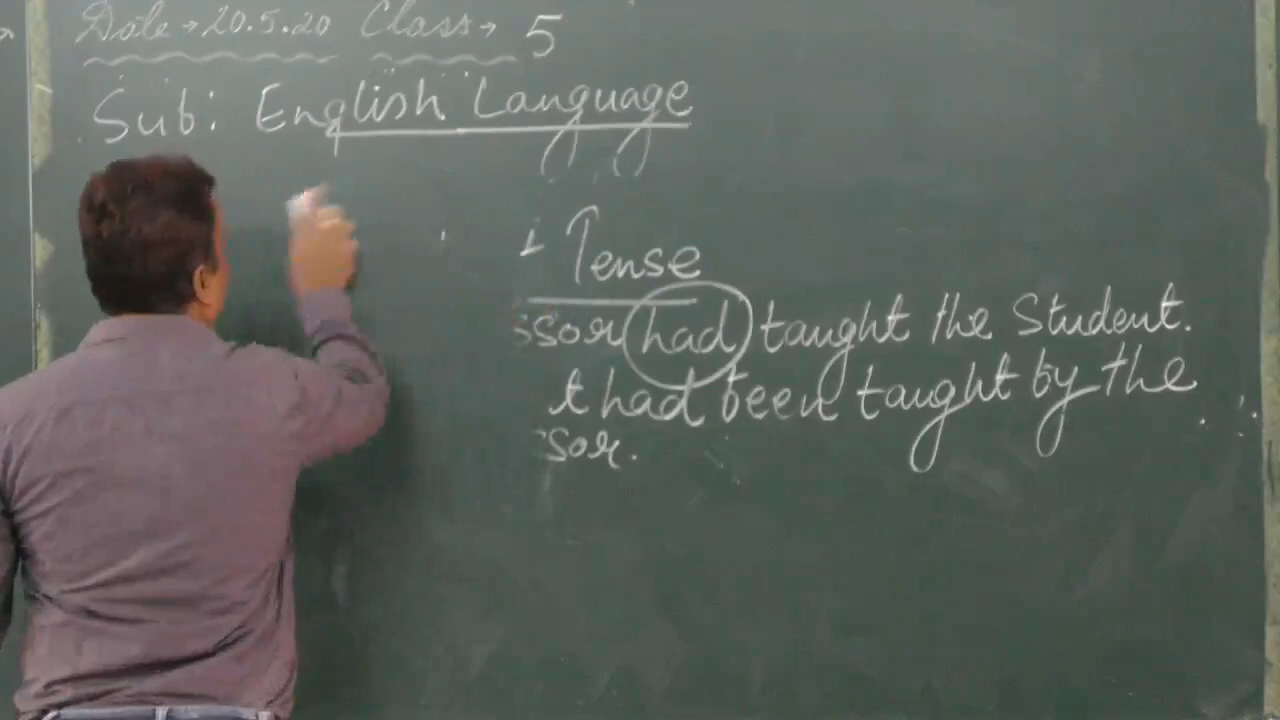 Date → 20.5.20 Class → 5
Sub: English Language
Tense
ssor had taught the Student.
t had been taught by the
ssor.